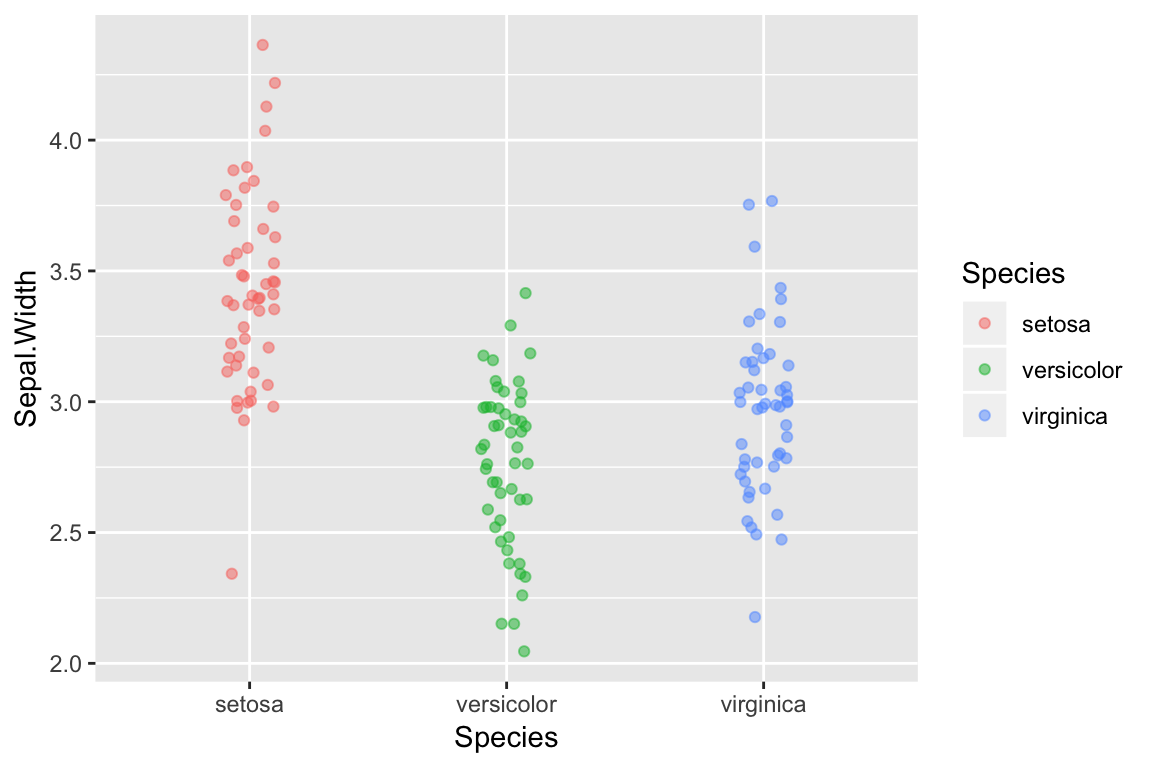 Sepal.Width
4.0
3.5
3.0
2.5
2.0
setosa versicolor virginica
Species
Species
setosa
versicolor
virginica